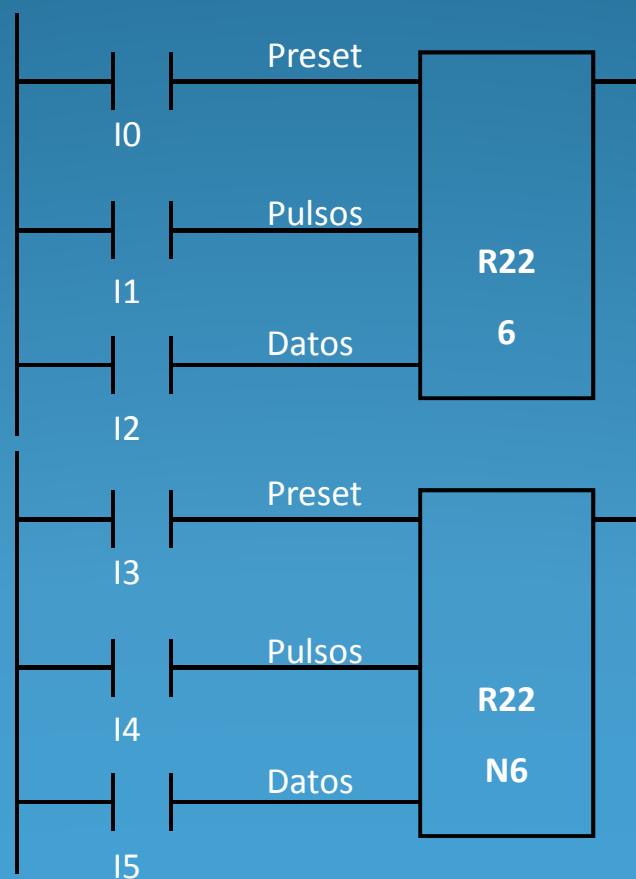 Preset
I0
Pulsos
I1
R22
6
Datos
I2
Preset
I3
Pulsos
I4
R22
N6
Datos
I5